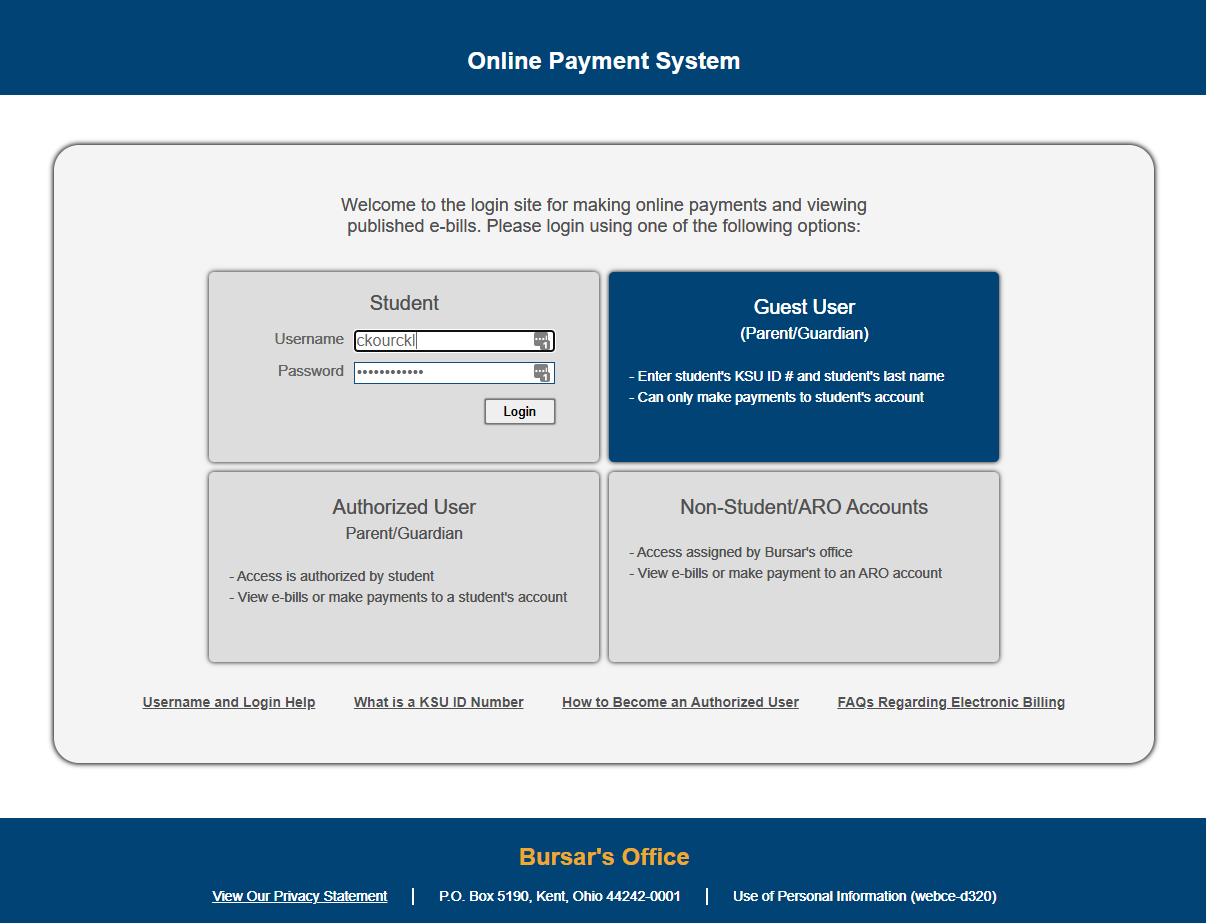 Online Payment System
Welcome to the login site for making online payments and viewing
published e-bills. Please login using one of the following options:
Student
Username ckourckl
Password ••••••••••••
Login
Guest User
(Parent/Guardian)
- Enter student's KSU ID # and student's last name
- Can only make payments to student's account
Authorized User
Parent/Guardian
- Access is authorized by student
- View e-bills or make payments to a student's account
Non-Student/ARO Accounts
- Access assigned by Bursar's office
- View e-bills or make payment to an ARO account
Username and Login Help What is a KSU ID Number How to Become an Authorized User FAQs Regarding Electronic Billing
Bursar's Office
View Our Privacy Statement | P.O. Box 5190, Kent, Ohio 44242-0001 | Use of Personal Information (webce-d320)